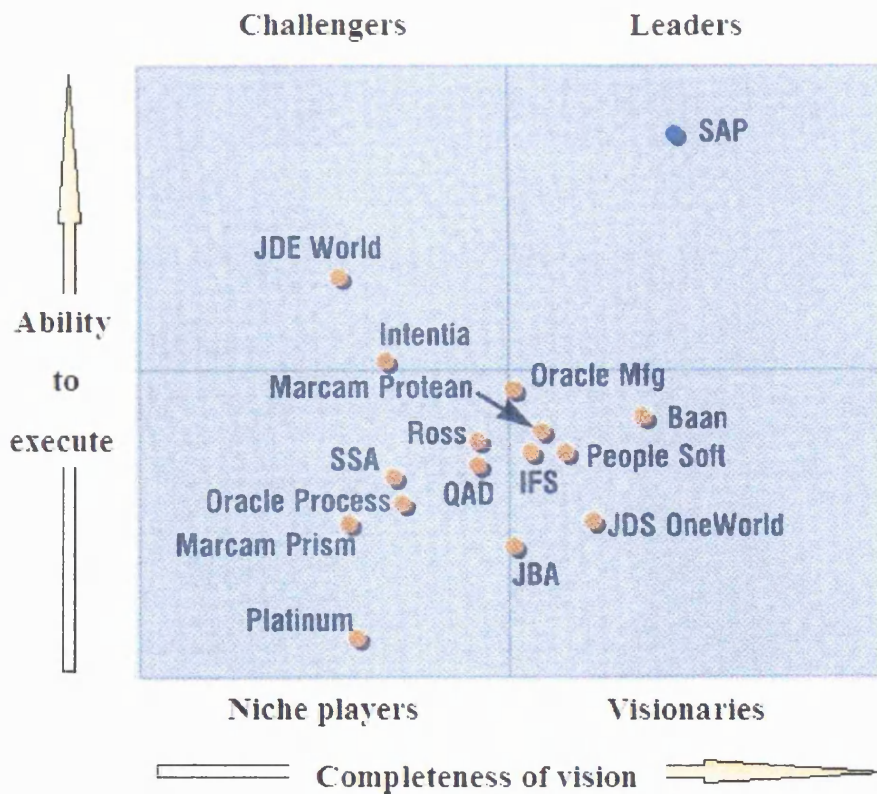 Challengers
Leaders
SAP
JDE World
Ability
to
execute
Intentia
Marcam Protean
Oracle Mfg
Baan
Ross
People Soft
SSA
QAD
IFS
Oracle Process
Marcam Prism
JDS OneWorld
JBA
Platinum
Niche players
Visionaries
Completeness of vision